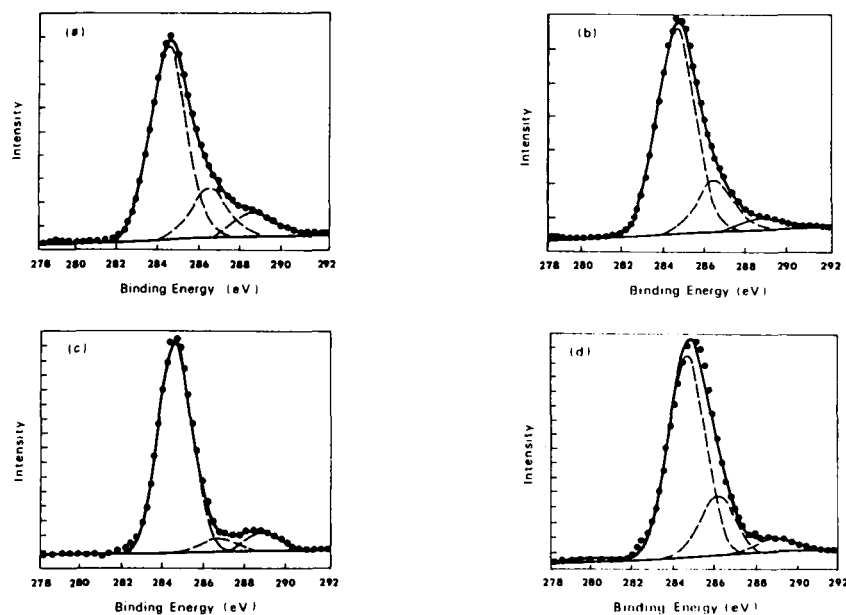 (a)
Intensity
278 280 282 284 286 288 290 292
Binding Energy (eV)
(b)
Intensity
278 280 282 284 286 288 290 292
Binding Energy (eV)
(c)
Intensity
278 280 282 284 286 288 290 292
Binding Energy (eV)
(d)
Intensity
278 280 282 284 286 288 290 292
Binding Energy (eV)